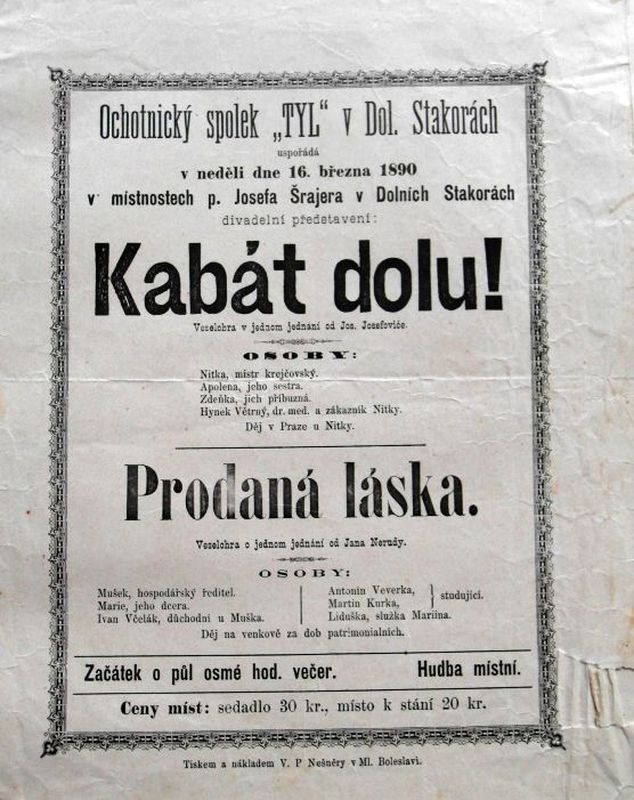 Ochotnický spolek „TYL“ v Dol. Stakorách
uspořádá
v neděli dne 16. března 1890
v místnostech p. Josefa Šrajera v Dolních Stakorách
divadelní představení:
Kabát dolu!
Veselohra v jednom jednání od Jos. Josefoviče.
OSOBY:
Nitka, mistr krejčovský.
Apolena, jeho sestra.
Zdeňka, jich příbuzná.
Hynek Větrný, dr. med. a zákazník Nitky.
Děj v Praze u Nitky.
Prodaná láska.
Veselohra o jednom jednání od Jana Nerudy.
OSOBY:
Mušek, hospodářský ředitel.
Marie, jeho dcera.
Ivan Včelák, důchodní u Muška.
Antonín Veverka,
Martin Kurka,
} studující.
Liduška, služka Mariina.
Děj na venkově za dob patrimonialních.
Začátek o půl osmé hod. večer. Hudba místní.
Ceny míst: sedadlo 30 kr., místo k stání 20 kr.
Tiskem a nákladem V. P Nešněry v Ml. Boleslavi.